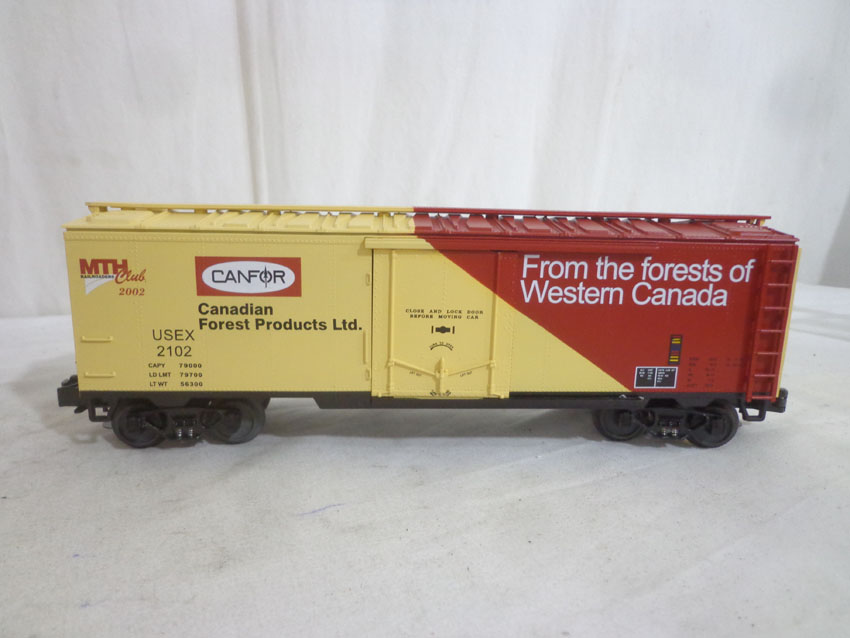 MTH
RAILROADERS
Club
2002
CANFOR
Canadian
Forest Products Ltd.
USEX
2102
CAPY 79000
LD LMT 79700
LT WT 56300
CLOSE AND LOCK DOOR
BEFORE MOVING CAR
From the forests of
Western Canada